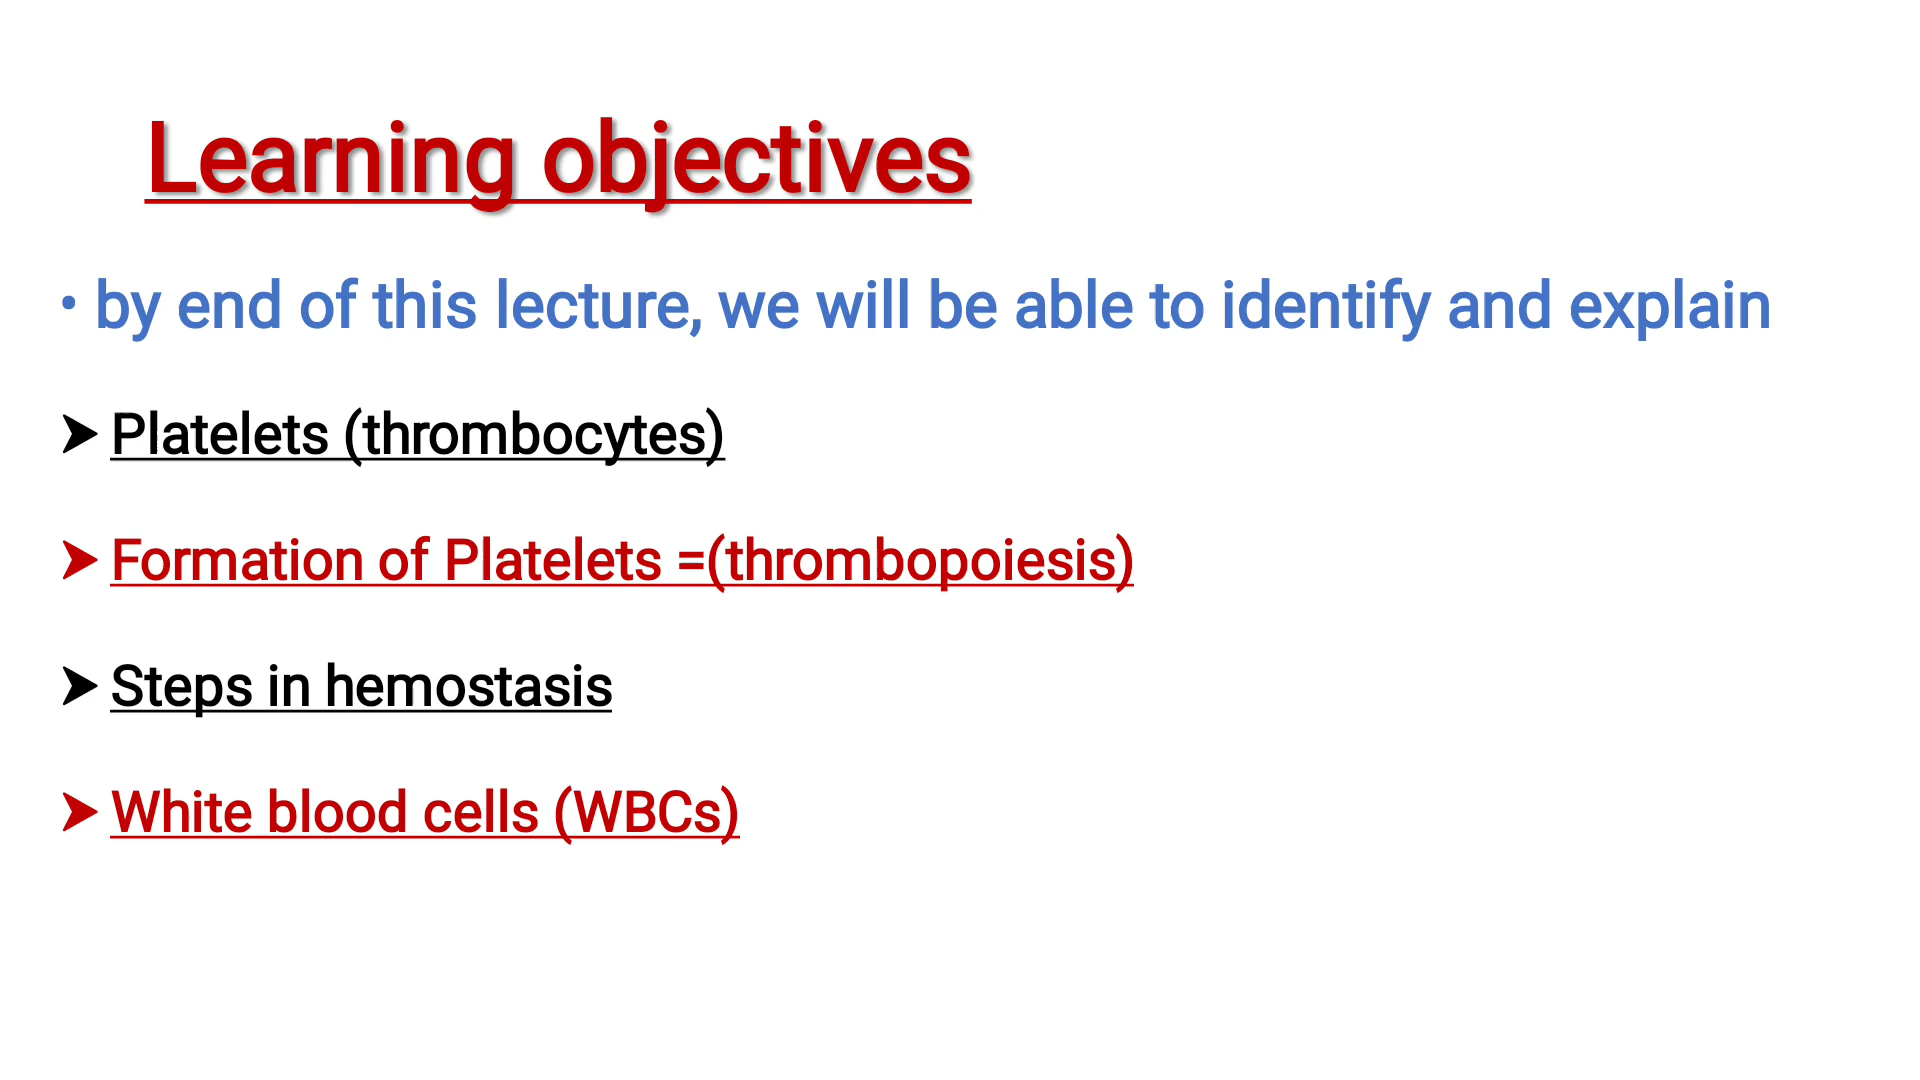 Learning objectives
• by end of this lecture, we will be able to identify and explain
➤ Platelets (thrombocytes)
➤ Formation of Platelets =(thrombopoiesis)
➤ Steps in hemostasis
➤ White blood cells (WBCs)